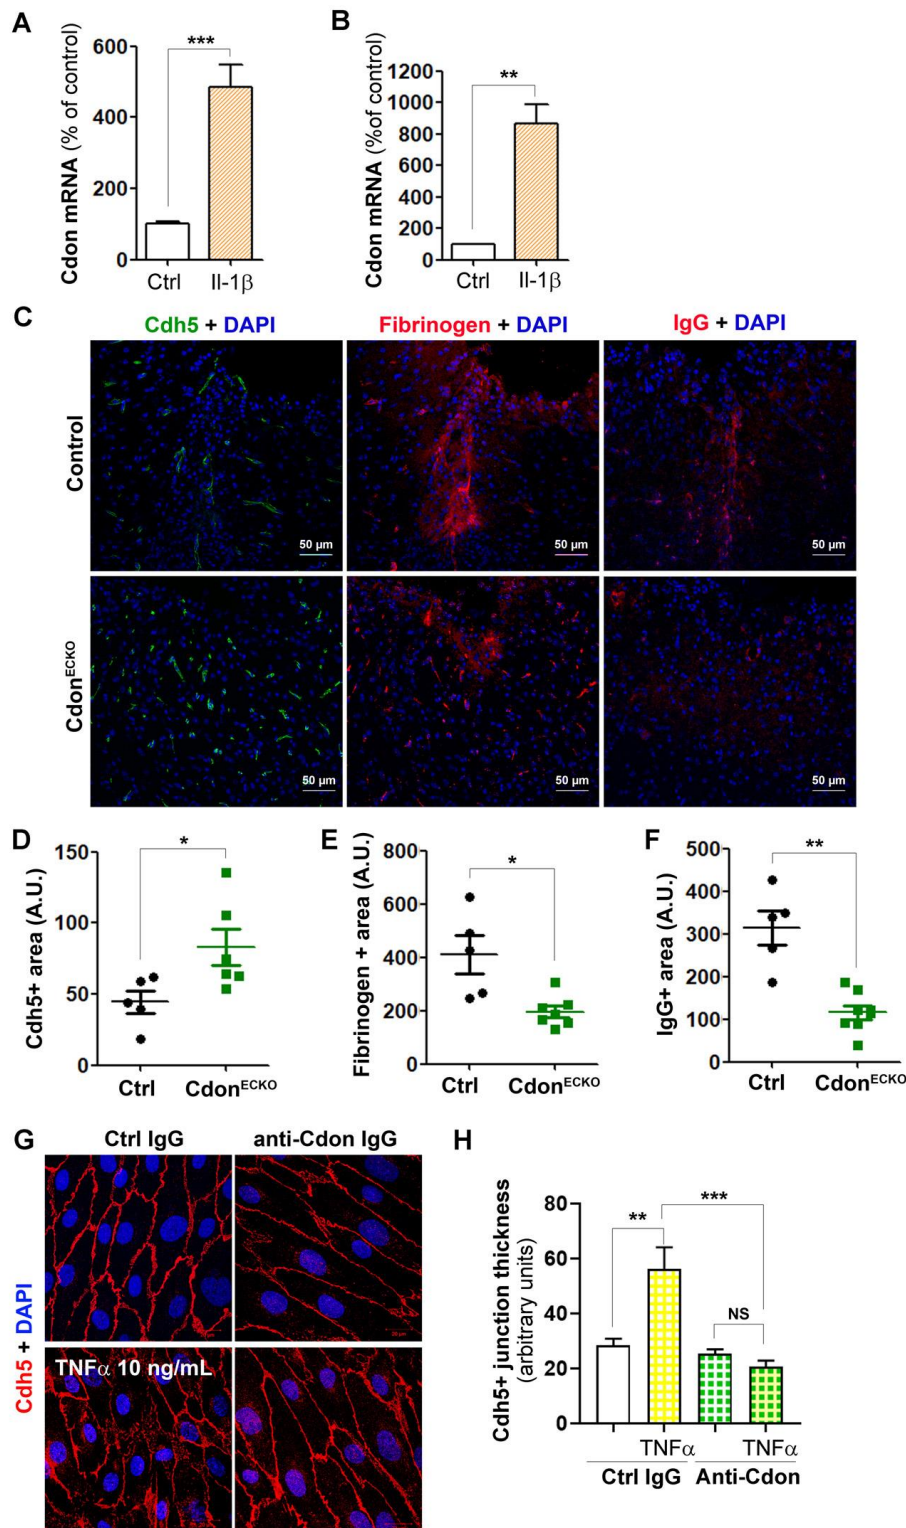 A
Cdon mRNA (% of control)
600
400
200
0
***
Ctrl
Il-1β
B
Cdon mRNA (%of control)
1200
1000
800
600
400
200
0
**
Ctrl
Il-1β
C
Cdh5 + DAPI
Fibrinogen + DAPI
IgG + DAPI
Control
50 µm
50 µm
50 µm
CdonECKO
50 µm
50 µm
50 µm
D
Cdh5+ area (A.U.)
150
100
50
0
*
Ctrl
CdonECKO
E
Fibrinogen + area (A.U.)
800
600
400
200
0
*
Ctrl
CdonECKO
F
IgG+ area (A.U.)
500
400
300
200
100
0
**
Ctrl
CdonECKO
G
Ctrl IgG
anti-Cdon IgG
Cdh5 + DAPI
TNFα 10 ng/mL
H
Cdh5+ junction thickness
(arbitrary units)
80
60
40
20
0
**
***
NS
TNFα
TNFα
Ctrl IgG
Anti-Cdon